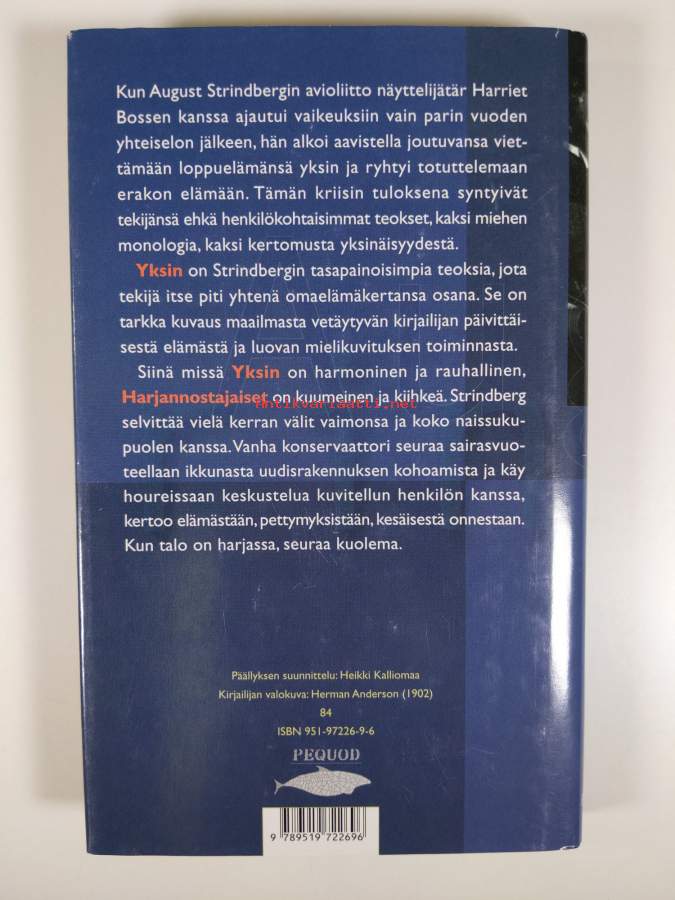 Kun August Strindbergin avioliitto näyttelijätär Harriet
Bossen kanssa ajautui vaikeuksiin vain parin vuoden
yhteiselon jälkeen, hän alkoi aavistella joutuvansa viet-
tämään loppuelämänsä yksin ja ryhtyi totuttelemaan
erakon elämään. Tämän kriisin tuloksena syntyivät
tekijänsä ehkä henkilökohtaisimmat teokset, kaksi miehen
monologia, kaksi kertomusta yksinäisyydestä.
Yksin on Strindbergin tasapainoisimpia teoksia, jota
tekijä itse piti yhtenä omaelämäkertansa osana. Se on
tarkka kuvaus maailmasta vetäytyvän kirjailijan päivittäi-
sestä elämästä ja luovan mielikuvituksen toiminnasta.
Siinä missä Yksin on harmoninen ja rauhallinen,
Harjannostajaiset on kuumeinen ja kiihkeä. Strindberg
Antikvariaatti.net
selvittää vielä kerran välit vaimonsa ja koko naissuku-
puolen kanssa. Vanha konservaattori seuraa sairasvuo-
teellaan ikkunasta uudisrakennuksen kohoamista ja käy
houreissaan keskustelua kuvitellun henkilön kanssa,
kertoo elämästään, pettymyksistään, kesäisestä onnestaan.
Kun talo on harjassa, seuraa kuolema.
Päällyksen suunnittelu: Heikki Kalliomaa
Kirjailijan valokuva: Herman Anderson (1902)
84
ISBN 951-97226-9-6
PEQUOD
9 789519 722696